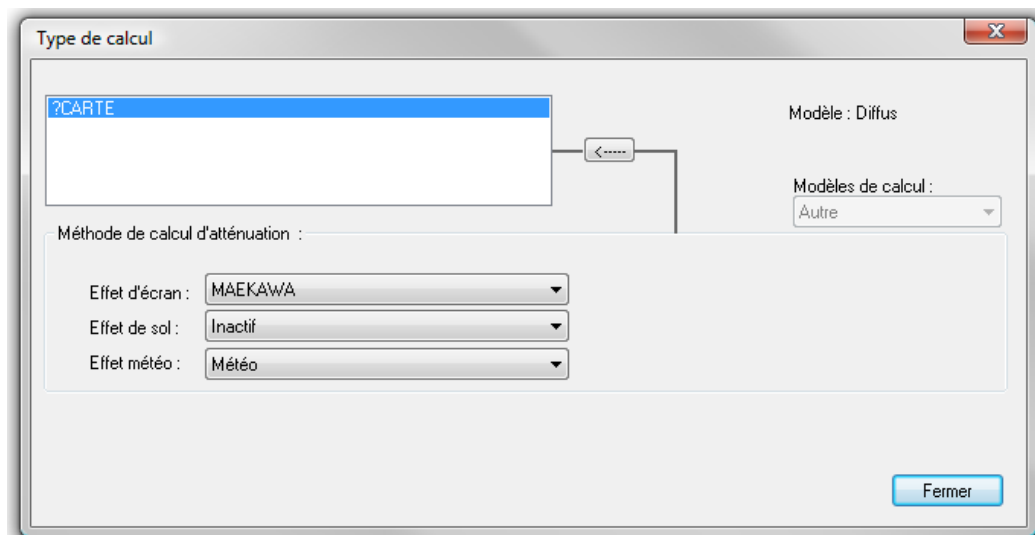 Type de calcul
?CARTE
Modèle : Diffus
<-----
Modèles de calcul :
Autre
Méthode de calcul d'atténuation :
Effet d'écran : MAEKAWA
Effet de sol : Inactif
Effet météo : Météo
Fermer